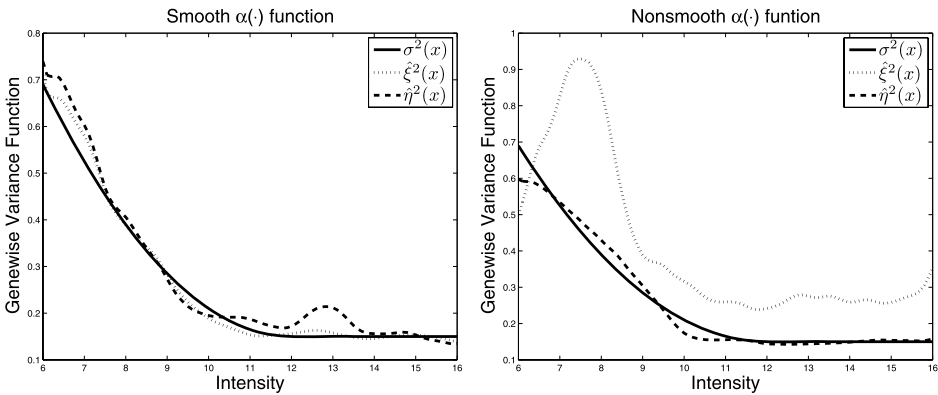 Smooth α(·) function
Genewise Variance Function
0.8
0.7
0.6
0.5
0.4
0.3
0.2
0.1
σ²(x)
ξ̂²(x)
η̂²(x)
6 7 8 9 10 11 12 13 14 15 16
Intensity
Nonsmooth α(·) funtion
Genewise Variance Function
1
0.9
0.8
0.7
0.6
0.5
0.4
0.3
0.2
0.1
σ²(x)
ξ̂²(x)
η̂²(x)
6 7 8 9 10 11 12 13 14 15 16
Intensity